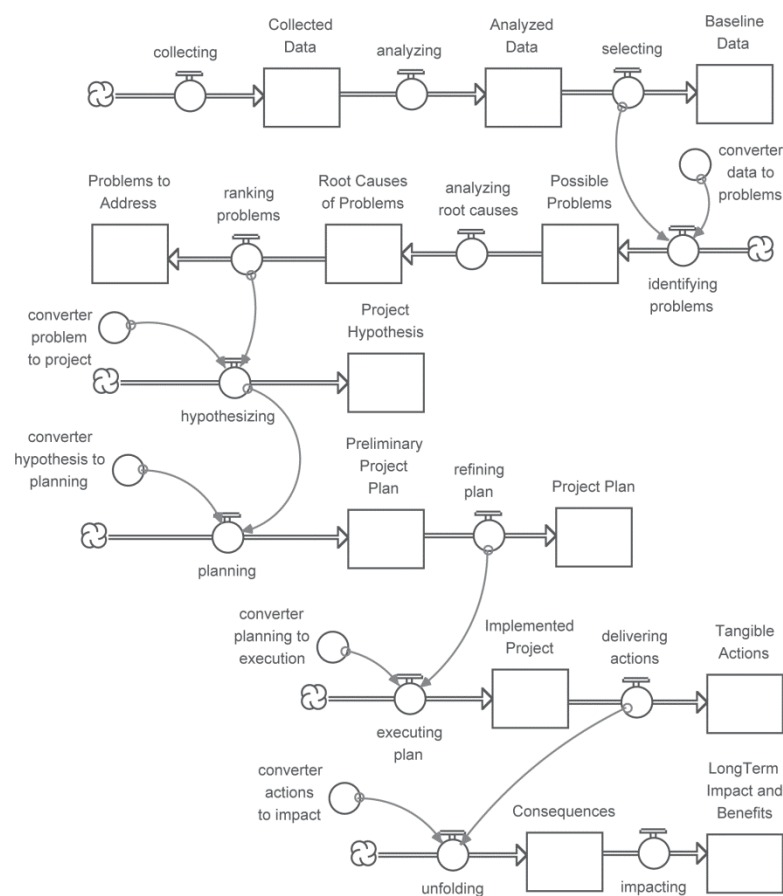 collecting
Collected
Data
analyzing
Analyzed
Data
selecting
Baseline
Data
converter
data to
problems
Problems to
Address
ranking
problems
Root Causes
of Problems
analyzing
root causes
Possible
Problems
identifying
problems
converter
problem
to project
Project
Hypothesis
hypothesizing
converter
hypothesis to
planning
Preliminary
Project
Plan
refining
plan
Project Plan
planning
converter
planning to
execution
Implemented
Project
delivering
actions
Tangible
Actions
executing
plan
converter
actions
to impact
Consequences
LongTerm
Impact and
Benefits
unfolding
impacting